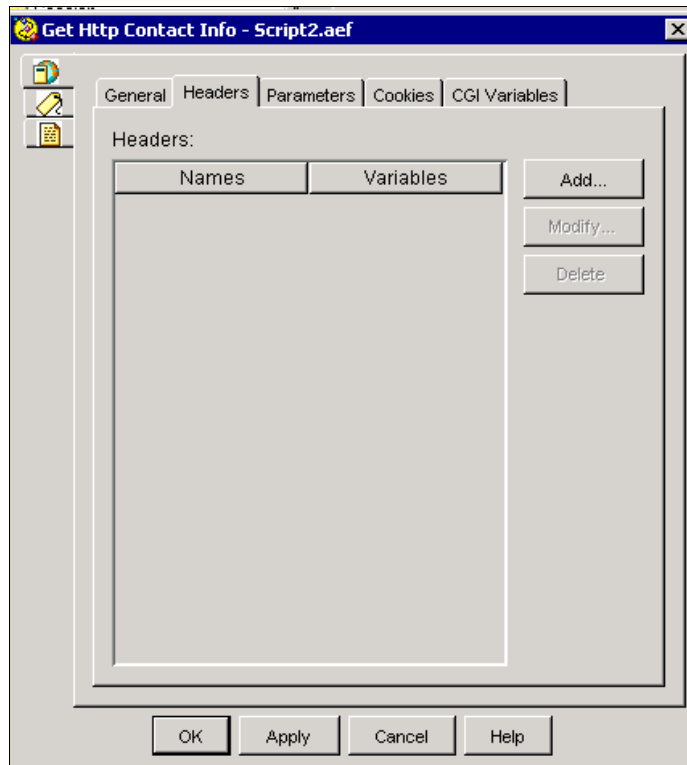 Get Http Contact Info - Script2.aef
General Headers Parameters Cookies CGI Variables
Headers:
Names Variables
Add...
Modify...
Delete
OK Apply Cancel Help